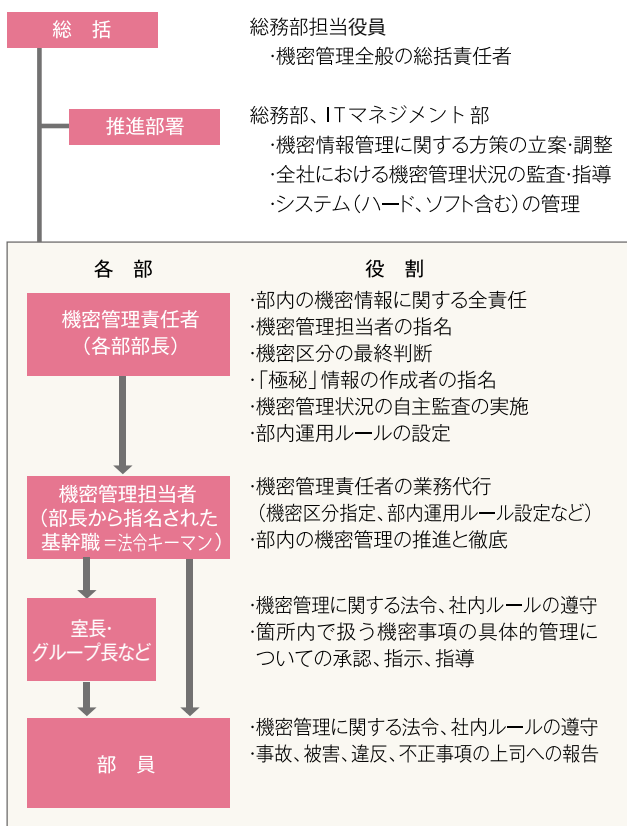 総 括
総務部担当役員
・機密管理全般の総括責任者
推進部署
総務部、ITマネジメント部
・機密情報管理に関する方策の立案・調整
・全社における機密管理状況の監査・指導
・システム(ハード、ソフト含む)の管理
各 部
役 割
機密管理責任者
(各部部長)
・部内の機密情報に関する全責任
・機密管理担当者の指名
・機密区分の最終判断
・「極秘」情報の作成者の指名
・機密管理状況の自主監査の実施
・部内運用ルールの設定
機密管理担当者
(部長から指名された
基幹職=法令キーマン)
・機密管理責任者の業務代行
(機密区分指定、部内運用ルール設定など)
・部内の機密管理の推進と徹底
室長・
グループ長など
・機密管理に関する法令、社内ルールの遵守
・箇所内で扱う機密事項の具体的管理に
ついての承認、指示、指導
部 員
・機密管理に関する法令、社内ルールの遵守
・事故、被害、違反、不正事項の上司への報告